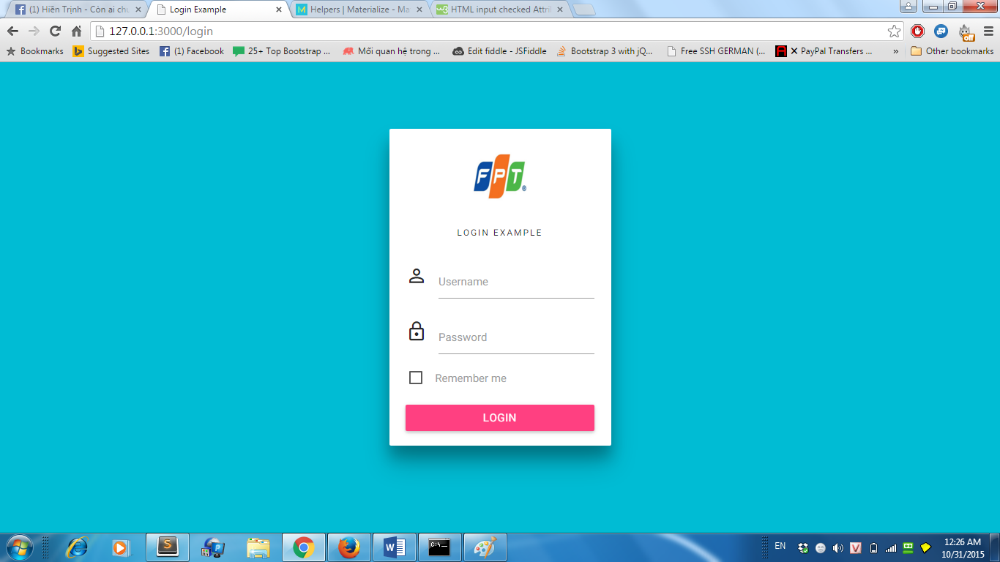 (1) Hiền Trịnh - Còn ai chu
Login Example
Helpers | Materialize - Ma
HTML input checked Attri
127.0.0.1:3000/login
off
Bookmarks
Suggested Sites
(1) Facebook
25+ Top Bootstrap ...
Mối quan hệ trong ...
Edit fiddle - JSFiddle
Bootstrap 3 with jQ...
Free SSH GERMAN (...
X PayPal Transfers ...
»
Other bookmarks
FPT®
LOGIN EXAMPLE
Username
Password
Remember me
LOGIN
EN
12:26 AM
10/31/2015